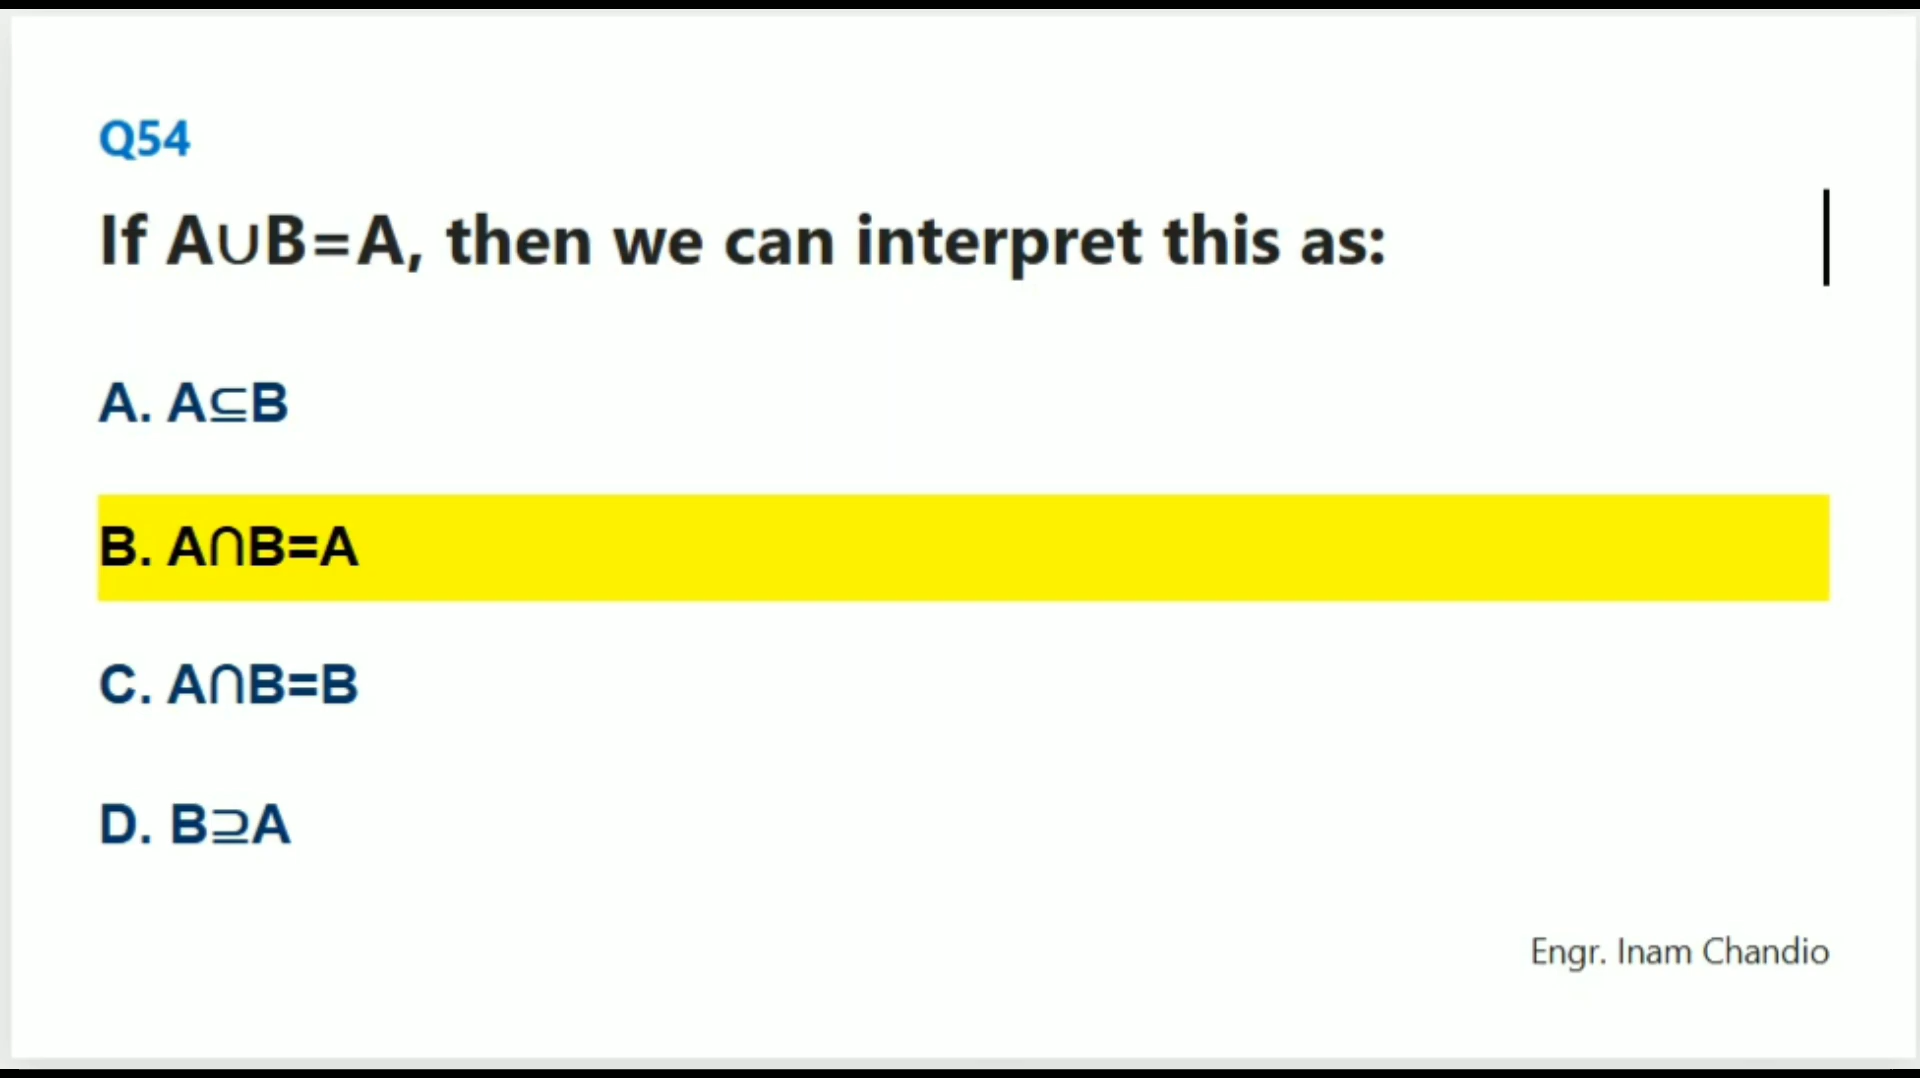 Q54
If A∪B=A, then we can interpret this as:
A. A⊆B
B. A∩B=A
C. A∩B=B
D. B⊇A
Engr. Inam Chandio